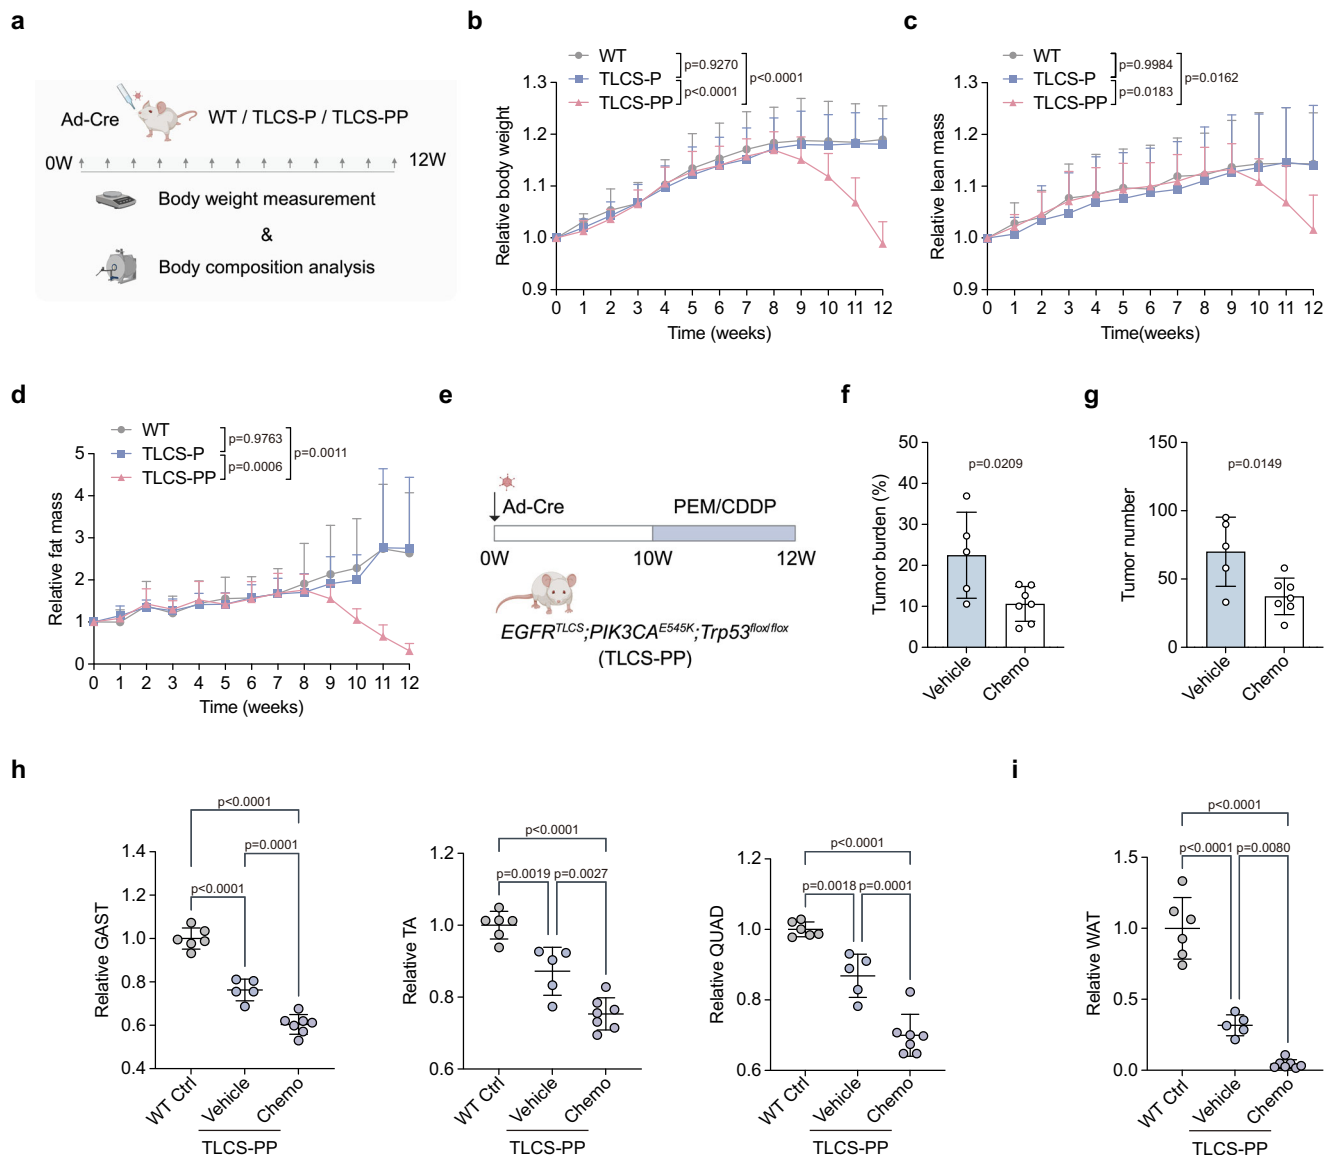 a
Ad-Cre
WT / TLCS-P / TLCS-PP
0W
12W
Body weight measurement
&
Body composition analysis
b
WT
TLCS-P
TLCS-PP
p=0.9270
p<0.0001
p<0.0001
Relative body weight
1.3
1.2
1.1
1.0
0.9
0 1 2 3 4 5 6 7 8 9 10 11 12
Time (weeks)
c
WT
TLCS-P
TLCS-PP
p=0.9984
p=0.0183
p=0.0162
Relative lean mass
1.3
1.2
1.1
1.0
0.9
0 1 2 3 4 5 6 7 8 9 10 11 12
Time(weeks)
d
WT
TLCS-P
TLCS-PP
p=0.9763
p=0.0006
p=0.0011
Relative fat mass
5
4
3
2
1
0
0 1 2 3 4 5 6 7 8 9 10 11 12
Time (weeks)
e
Ad-Cre
PEM/CDDP
0W
10W
12W
EGFR^TLCS;PIK3CA^E545K;Trp53^flox/flox
(TLCS-PP)
f
p=0.0209
Tumor burden (%)
50
40
30
20
10
0
Vehicle
Chemo
g
p=0.0149
Tumor number
150
100
50
0
Vehicle
Chemo
h
p<0.0001
p=0.0001
p<0.0001
Relative GAST
1.4
1.2
1.0
0.8
0.6
0.4
WT Ctrl
Vehicle
Chemo
TLCS-PP
p<0.0001
p=0.0019
p=0.0027
Relative TA
1.2
1.0
0.8
0.6
WT Ctrl
Vehicle
Chemo
TLCS-PP
p<0.0001
p=0.0018
p=0.0001
Relative QUAD
1.2
1.0
0.8
0.6
WT Ctrl
Vehicle
Chemo
TLCS-PP
i
p<0.0001
p<0.0001
p=0.0080
Relative WAT
1.5
1.0
0.5
0.0
WT Ctrl
Vehicle
Chemo
TLCS-PP